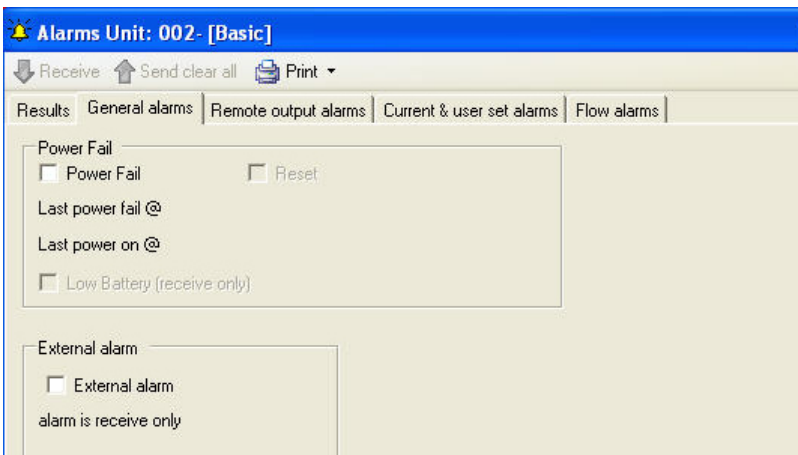 Alarms Unit: 002- [Basic]
Receive Send clear all Print
Results General alarms Remote output alarms Current & user set alarms Flow alarms
Power Fail
Power Fail Reset
Last power fail @
Last power on @
Low Battery (receive only)
External alarm
External alarm
alarm is receive only